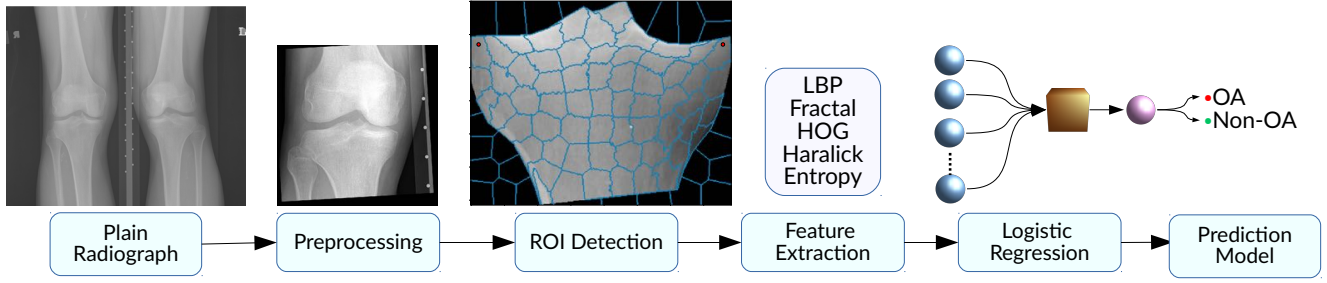 LBP
Fractal
HOG
Haralick
Entropy
OA
Non-OA
Plain
Radiograph
Preprocessing
ROI Detection
Feature
Extraction
Logistic
Regression
Prediction
Model